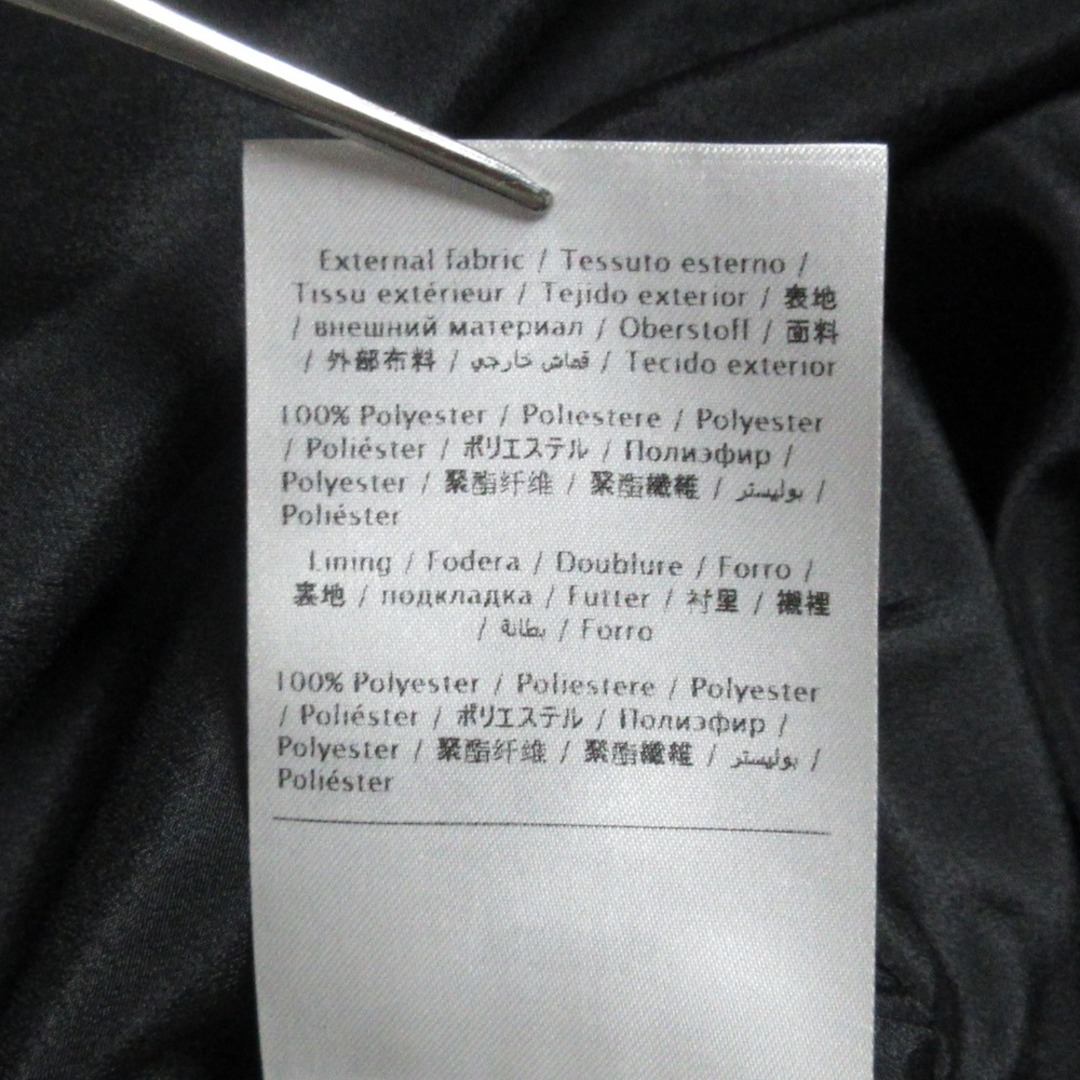 External fabric / Tessuto esterno /
Tissu extérieur / Tejido exterior / 表地
/ внешний материал / Oberstoff / 面料
/ 外部布料 / قماش خارجي / Tecido exterior
100% Polyester / Poliestere / Polyester
/ Poliéster / ポリエステル / Полиэфир /
Polyester / 聚酯纤维 / 聚酯纖維 / بوليستر /
Poliéster
Lining / Fodera / Doublure / Forro /
裏地 / подкладка / Futter / 衬里 / 襯裡
/ بطانة / Forro
100% Polyester / Poliestere / Polyester
/ Poliéster / ポリエステル / Полиэфир /
Polyester / 聚酯纤维 / 聚酯纖維 / بوليستر /
Poliéster